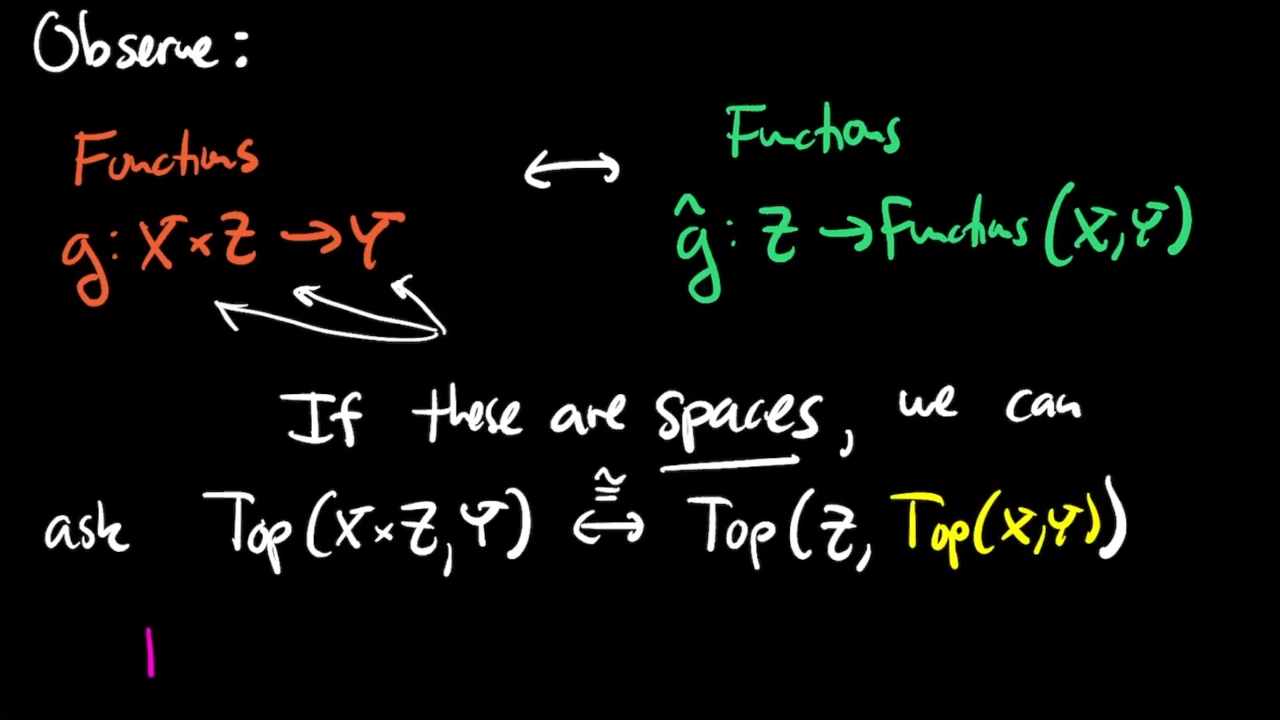 Observe:
Functions ↔ Functions
g: X × Z → Y   ĝ: Z → Functions (X, Y)
If these are spaces, we can
ask Top(X × Z, Y) ≅ ↔ Top(Z, Top(X, Y))